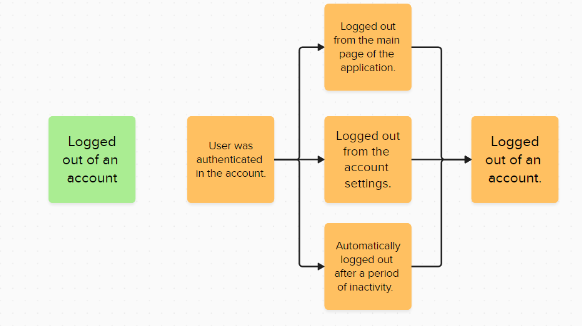 Logged
out of an
account
User was
authenticated
in the account.
Logged out
from the main
page of the
application.
Logged out
from the
account
settings.
Automatically
logged out
after a period
of inactivity.
Logged
out of an
account.